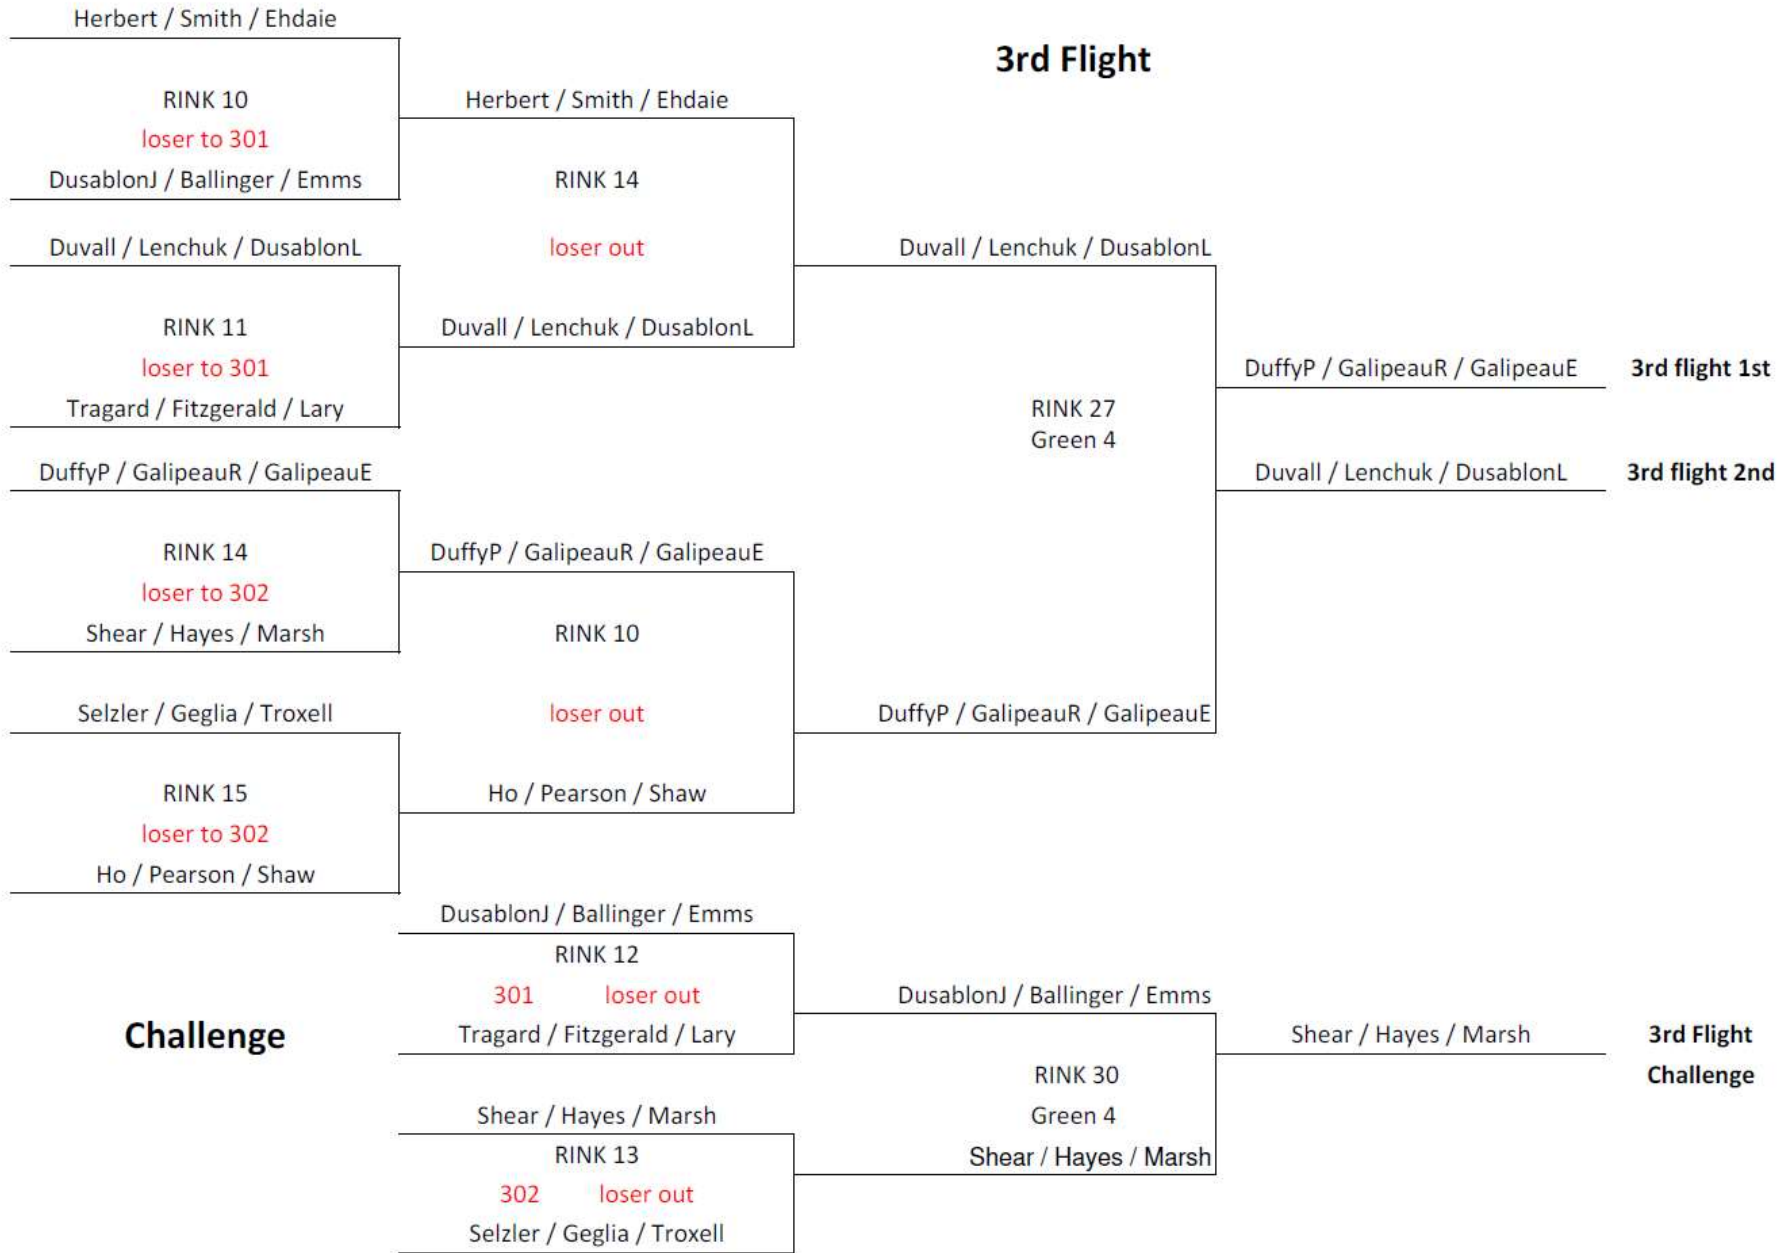 Herbert / Smith / Ehdaie
3rd Flight
RINK 10
Herbert / Smith / Ehdaie
loser to 301
DusablonJ / Ballinger / Emms
RINK 14
Duvall / Lenchuk / DusablonL
loser out
Duvall / Lenchuk / DusablonL
RINK 11
Duvall / Lenchuk / DusablonL
loser to 301
DuffyP / GalipeauR / GalipeauE
3rd flight 1st
Tragard / Fitzgerald / Lary
RINK 27
Green 4
DuffyP / GalipeauR / GalipeauE
Duvall / Lenchuk / DusablonL
3rd flight 2nd
RINK 14
DuffyP / GalipeauR / GalipeauE
loser to 302
Shear / Hayes / Marsh
RINK 10
Selzler / Geglia / Troxell
loser out
DuffyP / GalipeauR / GalipeauE
RINK 15
Ho / Pearson / Shaw
loser to 302
Ho / Pearson / Shaw
DusablonJ / Ballinger / Emms
RINK 12
301 loser out
DusablonJ / Ballinger / Emms
Challenge
Tragard / Fitzgerald / Lary
Shear / Hayes / Marsh
3rd Flight
Challenge
RINK 30
Shear / Hayes / Marsh
Green 4
RINK 13
Shear / Hayes / Marsh
302 loser out
Selzler / Geglia / Troxell